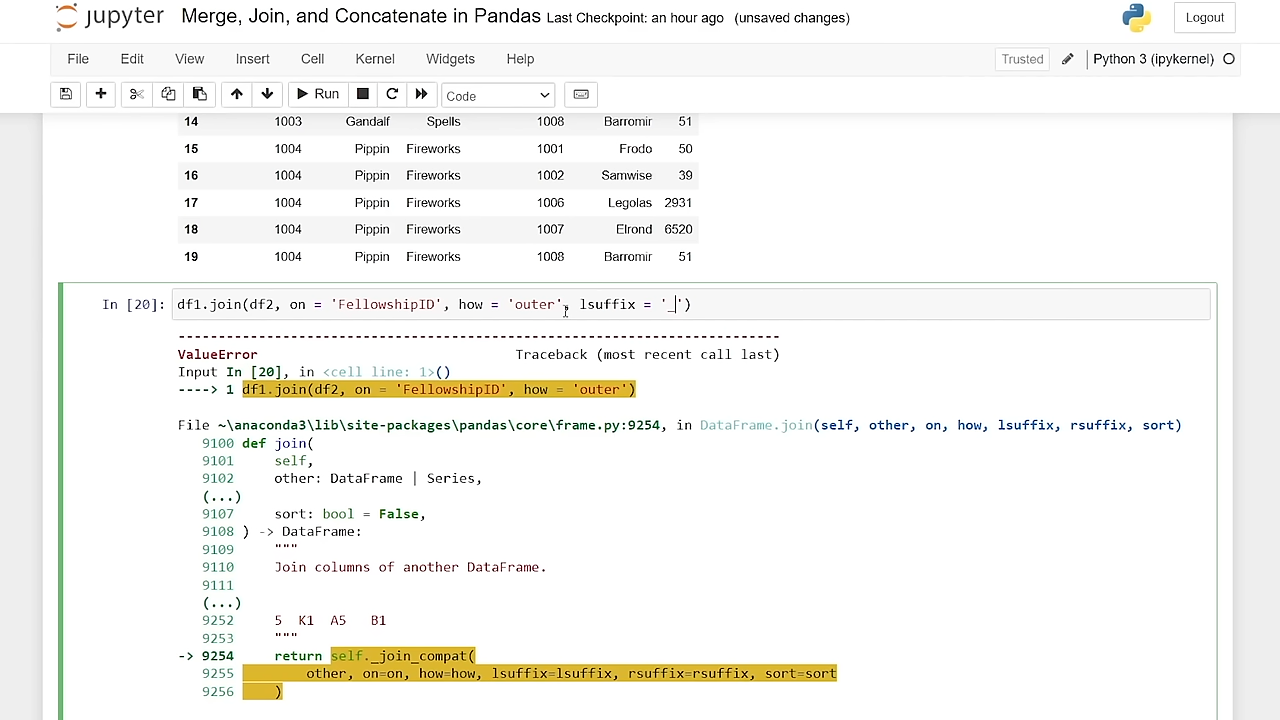 jupyter Merge, Join, and Concatenate in Pandas Last Checkpoint: an hour ago (unsaved changes) Logout
File Edit View Insert Cell Kernel Widgets Help Trusted Python 3 (ipykernel)
Run Code
14 1003 Gandalf Spells 1008 Barromir 51
15 1004 Pippin Fireworks 1001 Frodo 50
16 1004 Pippin Fireworks 1002 Samwise 39
17 1004 Pippin Fireworks 1006 Legolas 2931
18 1004 Pippin Fireworks 1007 Elrond 6520
19 1004 Pippin Fireworks 1008 Barromir 51
In [20]: df1.join(df2, on = 'FellowshipID', how = 'outer', lsuffix = '_')
---------------------------------------------------------------------------
ValueError Traceback (most recent call last)
Input In [20], in <cell line: 1>()
----> 1 df1.join(df2, on = 'FellowshipID', how = 'outer')
File ~\anaconda3\lib\site-packages\pandas\core\frame.py:9254, in DataFrame.join(self, other, on, how, lsuffix, rsuffix, sort)
9100 def join(
9101 self,
9102 other: DataFrame | Series,
(...)
9107 sort: bool = False,
9108 ) -> DataFrame:
9109 """
9110 Join columns of another DataFrame.
9111
(...)
9252 5 K1 A5 B1
9253 """
-> 9254 return self._join_compat(
9255 other, on=on, how=how, lsuffix=lsuffix, rsuffix=rsuffix, sort=sort
9256 )